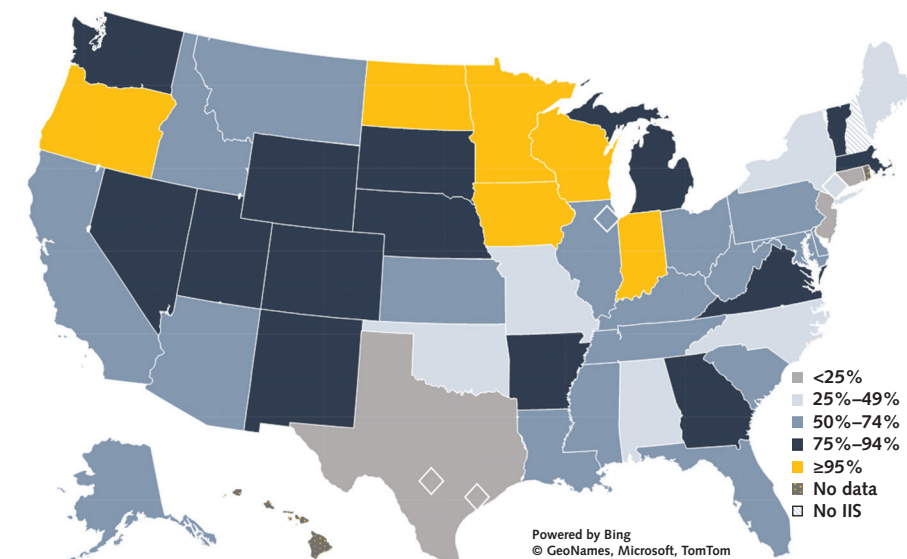 <25%
25%–49%
50%–74%
75%–94%
≥95%
No data
No IIS
Powered by Bing
© GeoNames, Microsoft, TomTom